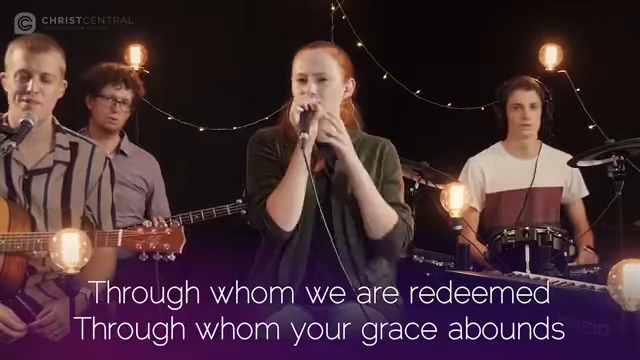 CHRISTCENTRAL
Through whom we are redeemed
Through whom your grace abounds